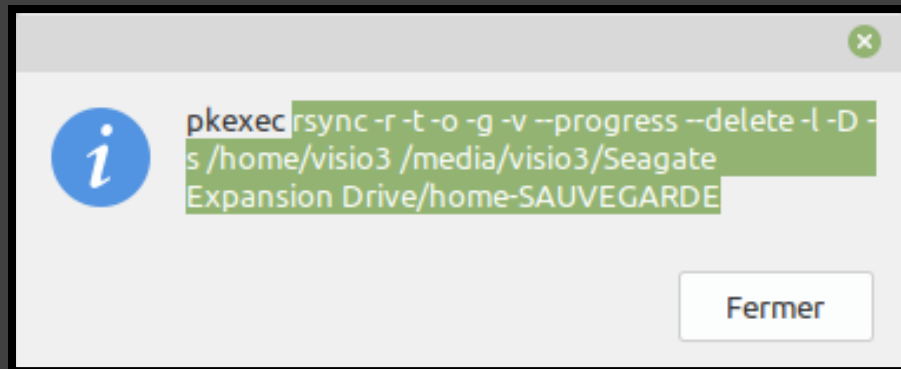 pkexec rsync -r -t -o -g -v --progress --delete -l -D -
s /home/visio3 /media/visio3/Seagate
Expansion Drive/home-SAUVEGARDE
Fermer